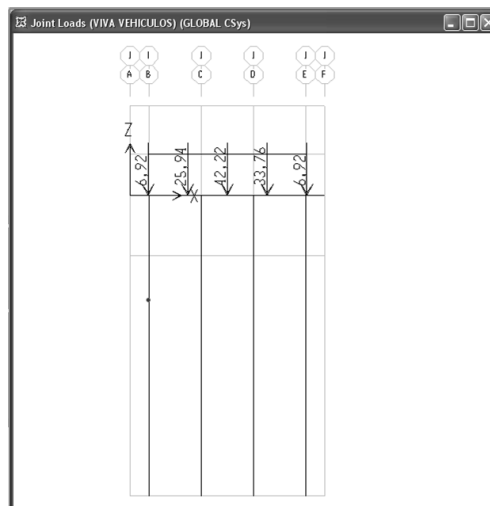 Joint Loads (VIVA VEHICULOS) (GLOBAL CSys)
J I J J J J
A B C D E F
Z
6,92 25,94 42,22 33,76 6,92
X